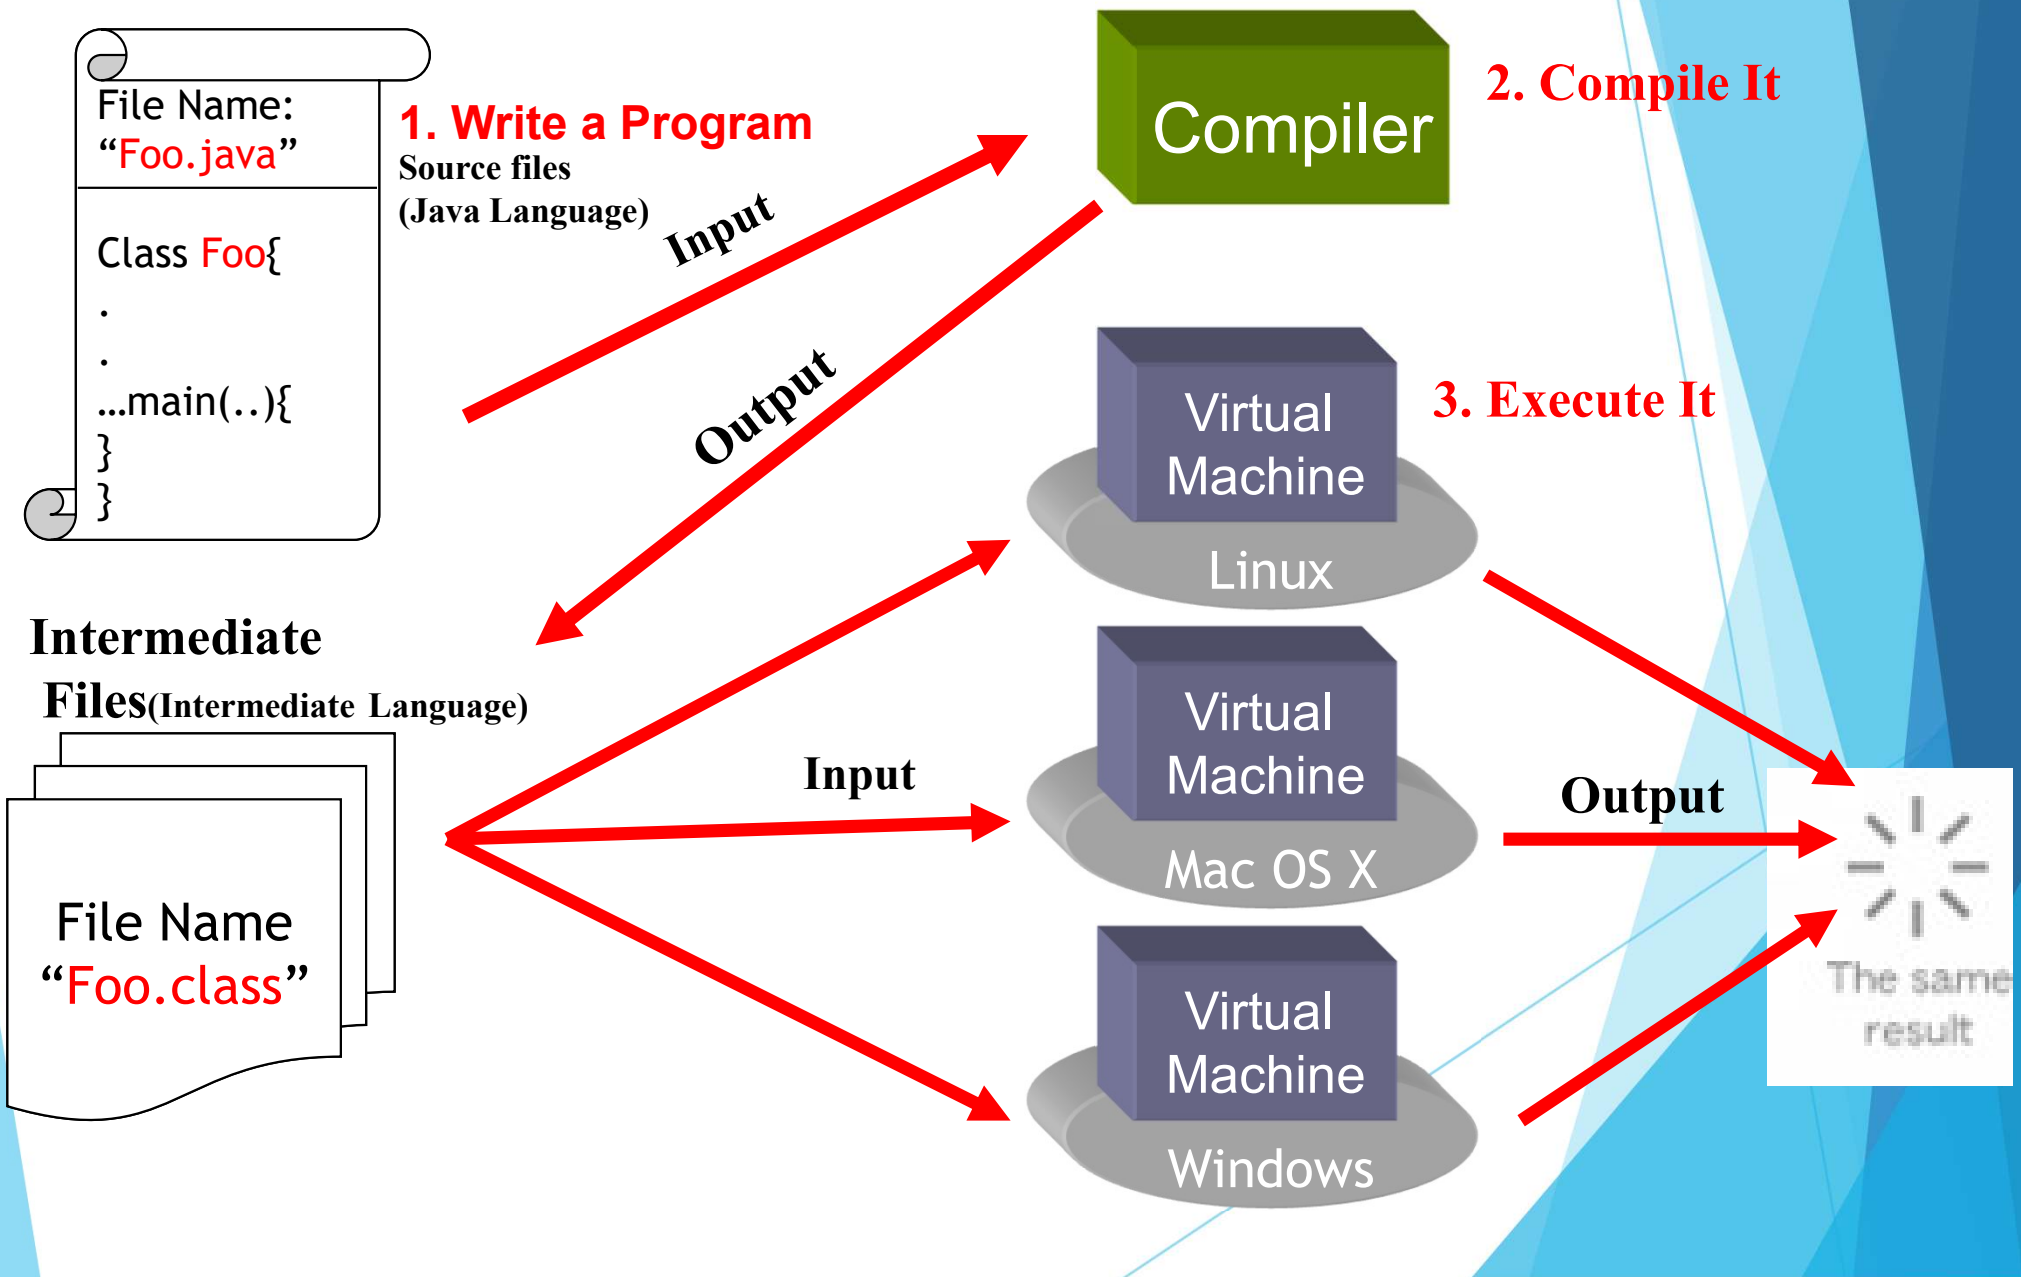 File Name:
“Foo.java”
Class Foo{
.
.
…main(..){
}
}
1. Write a Program
Source files
(Java Language)
Input
Compiler
2. Compile It
Output
Intermediate
Files(Intermediate Language)
File Name
“Foo.class”
Input
Virtual
Machine
Linux
3. Execute It
Virtual
Machine
Mac OS X
Virtual
Machine
Windows
Output
The same
result